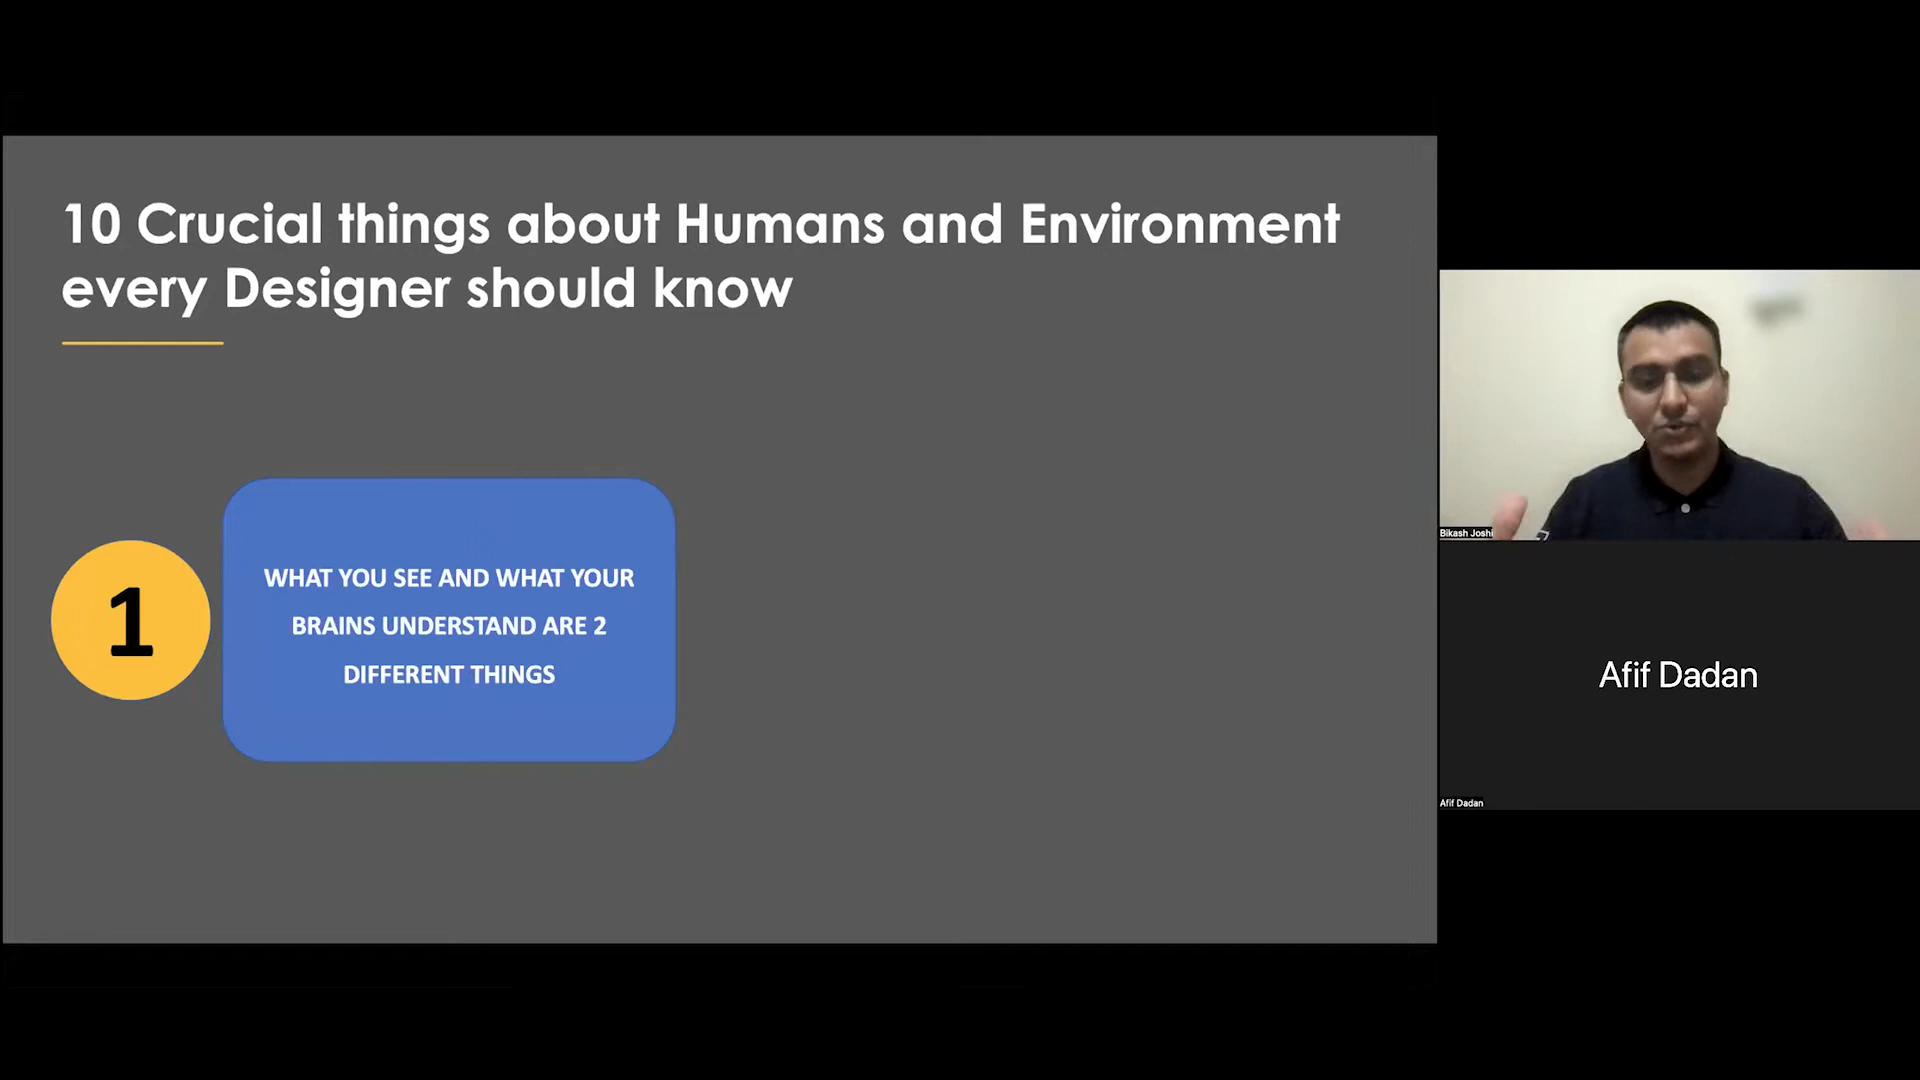 10 Crucial things about Humans and Environment
every Designer should know
1
WHAT YOU SEE AND WHAT YOUR
BRAINS UNDERSTAND ARE 2
DIFFERENT THINGS
Bikash Joshi
Afif Dadan
Afif Dadan